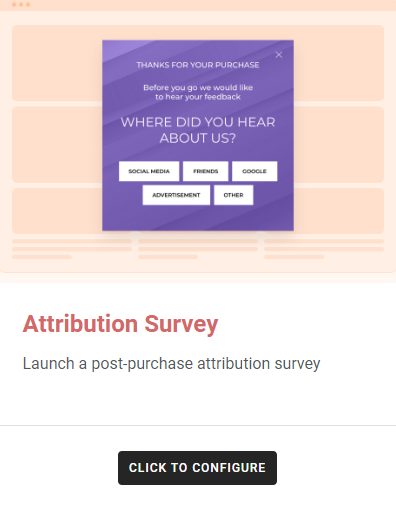 THANKS FOR YOUR PURCHASE
Before you go we would like
to hear your feedback
WHERE DID YOU HEAR
ABOUT US?
SOCIAL MEDIA FRIENDS GOOGLE
ADVERTISEMENT OTHER
Attribution Survey
Launch a post-purchase attribution survey
CLICK TO CONFIGURE